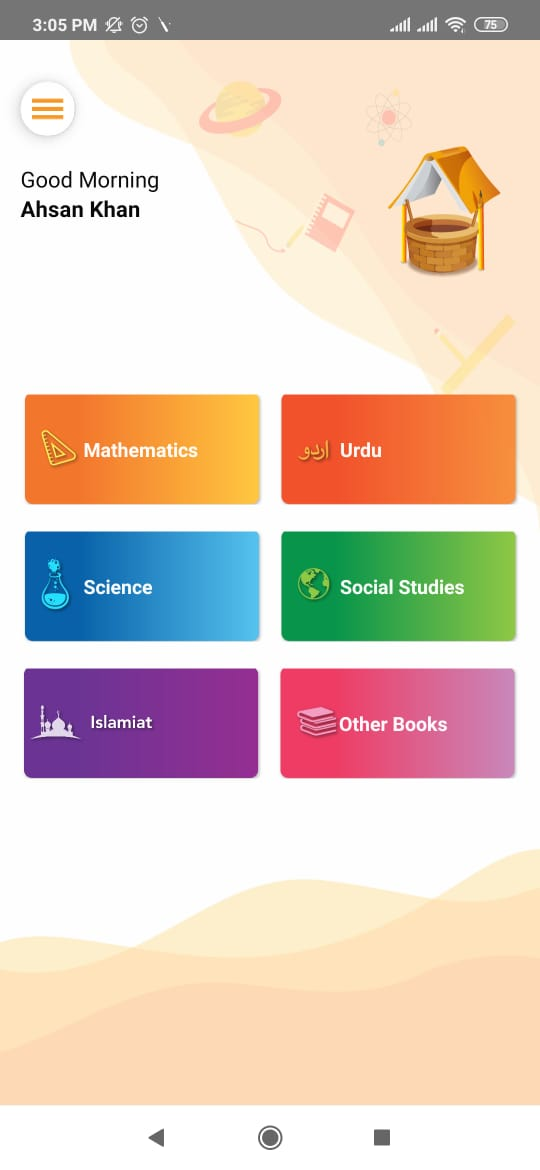 3:05 PM 75
Good Morning
Ahsan Khan
Mathematics
اردو Urdu
Science
Social Studies
Islamiat
Other Books